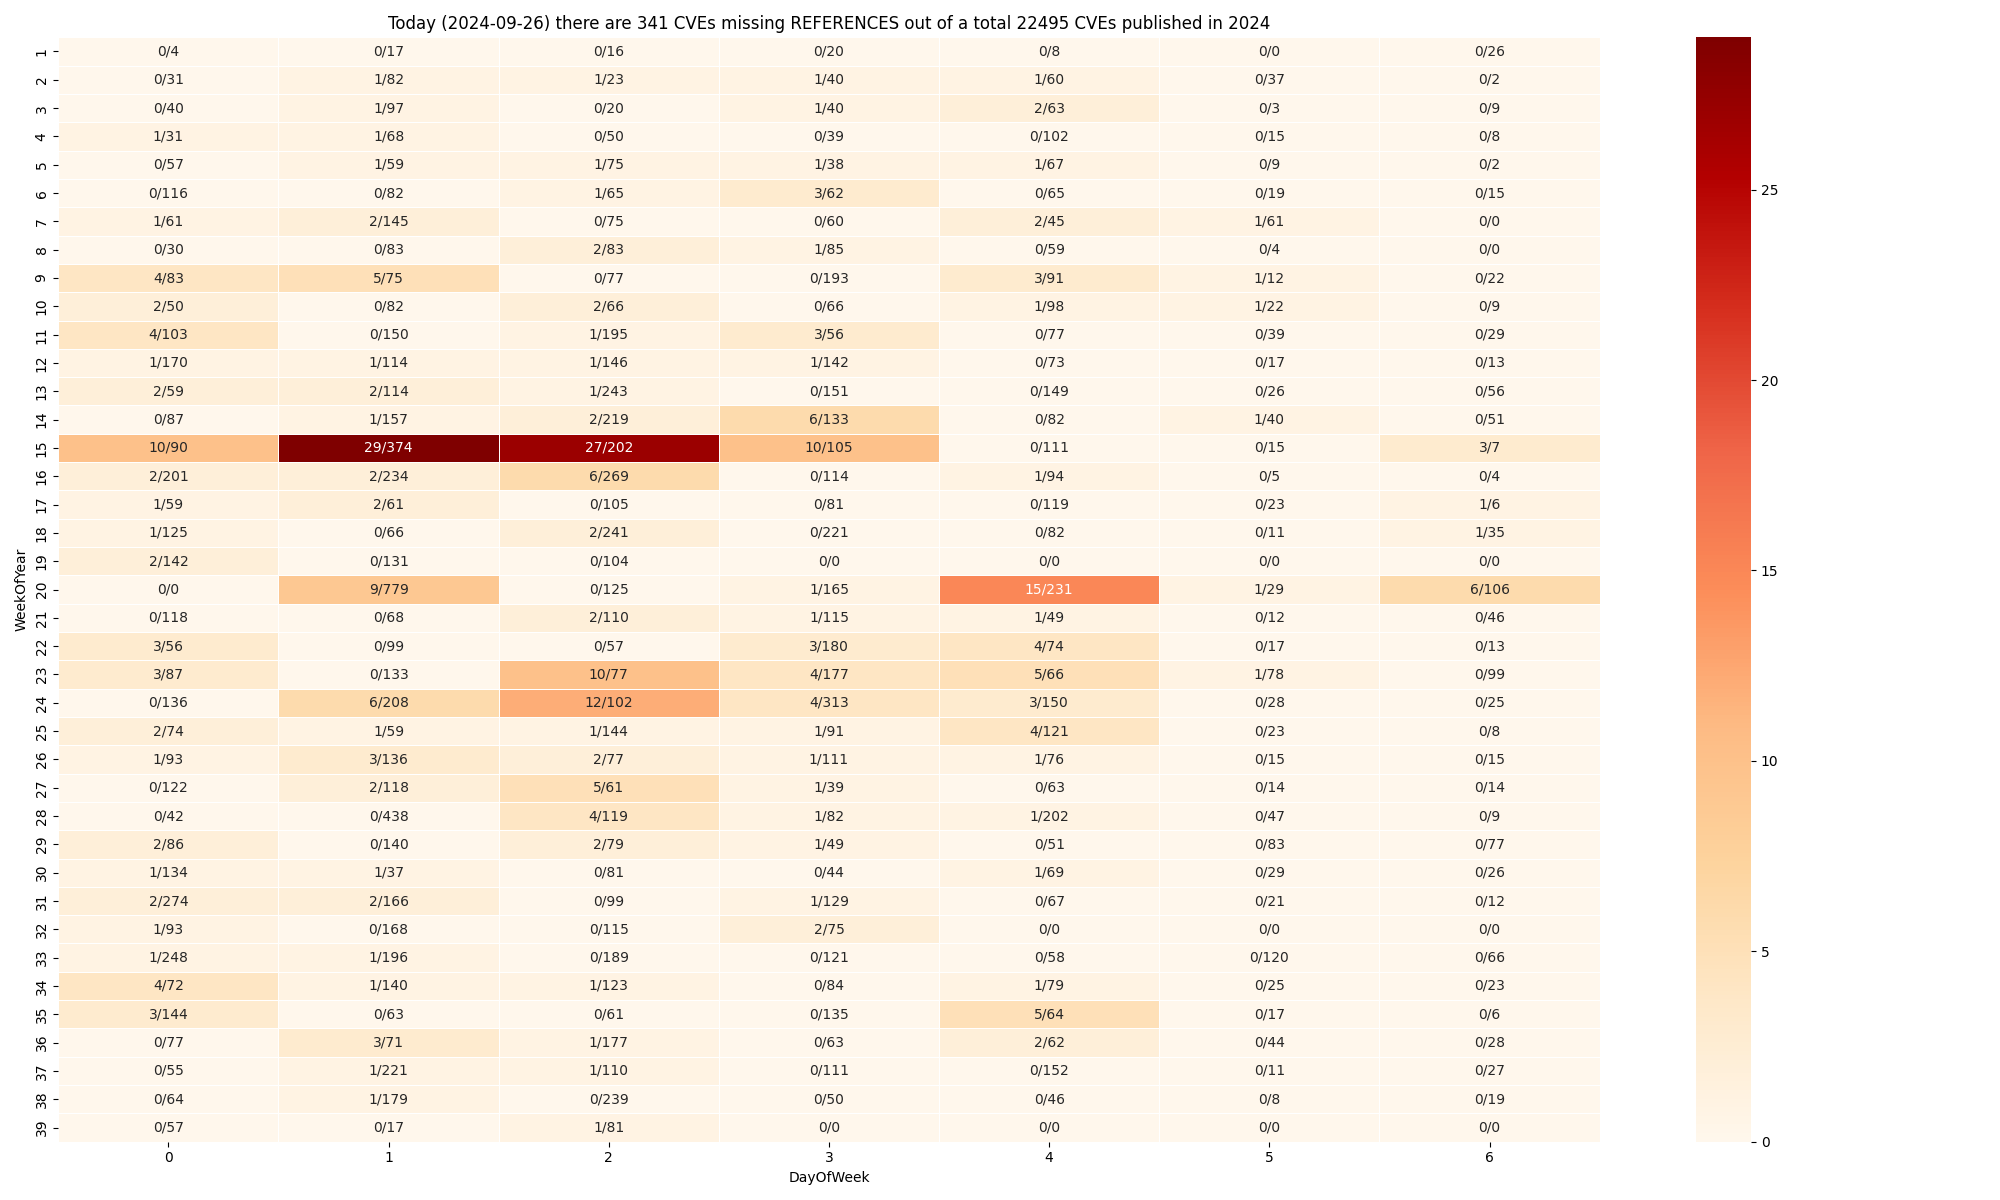 Today (2024-09-26) there are 341 CVEs missing REFERENCES out of a total 22495 CVEs published in 2024
1 0/4 0/17 0/16 0/20 0/8 0/0 0/26
2 0/31 1/82 1/23 1/40 1/60 0/37 0/2
3 0/40 1/97 0/20 1/40 2/63 0/3 0/9
4 1/31 1/68 0/50 0/39 0/102 0/15 0/8
5 0/57 1/59 1/75 1/38 1/67 0/9 0/2
6 0/116 0/82 1/65 3/62 0/65 0/19 0/15
7 1/61 2/145 0/75 0/60 2/45 1/61 0/0
8 0/30 0/83 2/83 1/85 0/59 0/4 0/0
9 4/83 5/75 0/77 0/193 3/91 1/12 0/22
10 2/50 0/82 2/66 0/66 1/98 1/22 0/9
11 4/103 0/150 1/195 3/56 0/77 0/39 0/29
12 1/170 1/114 1/146 1/142 0/73 0/17 0/13
13 2/59 2/114 1/243 0/151 0/149 0/26 0/56
14 0/87 1/157 2/219 6/133 0/82 1/40 0/51
15 10/90 29/374 27/202 10/105 0/111 0/15 3/7
16 2/201 2/234 6/269 0/114 1/94 0/5 0/4
17 1/59 2/61 0/105 0/81 0/119 0/23 1/6
18 1/125 0/66 2/241 0/221 0/82 0/11 1/35
19 2/142 0/131 0/104 0/0 0/0 0/0 0/0
20 0/0 9/779 0/125 1/165 15/231 1/29 6/106
21 0/118 0/68 2/110 1/115 1/49 0/12 0/46
22 3/56 0/99 0/57 3/180 4/74 0/17 0/13
23 3/87 0/133 10/77 4/177 5/66 1/78 0/99
24 0/136 6/208 12/102 4/313 3/150 0/28 0/25
25 2/74 1/59 1/144 1/91 4/121 0/23 0/8
26 1/93 3/136 2/77 1/111 1/76 0/15 0/15
27 0/122 2/118 5/61 1/39 0/63 0/14 0/14
28 0/42 0/438 4/119 1/82 1/202 0/47 0/9
29 2/86 0/140 2/79 1/49 0/51 0/83 0/77
30 1/134 1/37 0/81 0/44 1/69 0/29 0/26
31 2/274 2/166 0/99 1/129 0/67 0/21 0/12
32 1/93 0/168 0/115 2/75 0/0 0/0 0/0
33 1/248 1/196 0/189 0/121 0/58 0/120 0/66
34 4/72 1/140 1/123 0/84 1/79 0/25 0/23
35 3/144 0/63 0/61 0/135 5/64 0/17 0/6
36 0/77 3/71 1/177 0/63 2/62 0/44 0/28
37 0/55 1/221 1/110 0/111 0/152 0/11 0/27
38 0/64 1/179 0/239 0/50 0/46 0/8 0/19
39 0/57 0/17 1/81 0/0 0/0 0/0 0/0
0 1 2 3 4 5 6
DayOfWeek
WeekOfYear
25
20
15
10
5
0